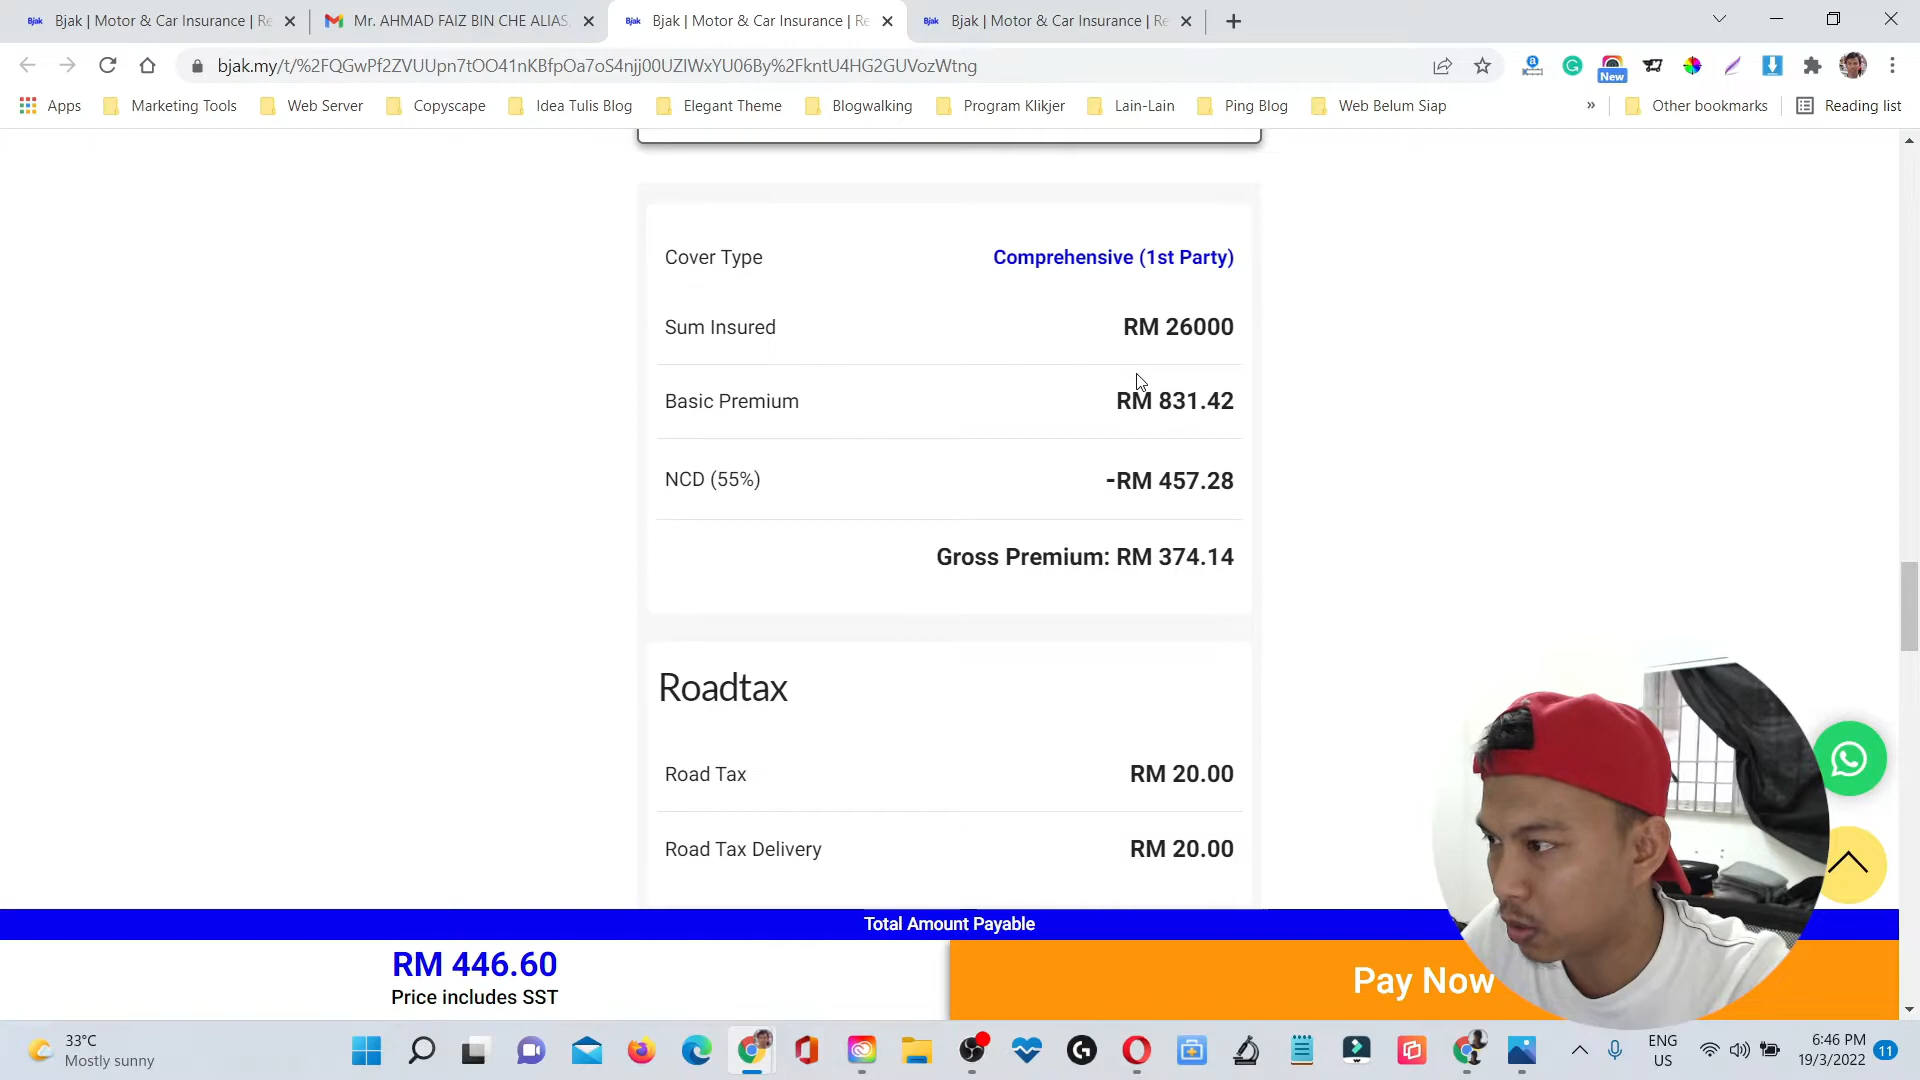 Bjak | Motor & Car Insurance | Re
Mr. AHMAD FAIZ BIN CHE ALIAS,
Bjak | Motor & Car Insurance | Re
Bjak | Motor & Car Insurance | Re
bjak.my/t/%2FQGwPf2ZVUUpn7tOO41nKBfpOa7oS4njj00UZIWxYU06By%2FkntU4HG2GUVozWtng
New
Apps
Marketing Tools
Web Server
Copyscape
Idea Tulis Blog
Elegant Theme
Blogwalking
Program Klikjer
Lain-Lain
Ping Blog
Web Belum Siap
»
Other bookmarks
Reading list
Cover Type
Comprehensive (1st Party)
Sum Insured
RM 26000
Basic Premium
RM 831.42
NCD (55%)
-RM 457.28
Gross Premium: RM 374.14
Roadtax
Road Tax
RM 20.00
Road Tax Delivery
RM 20.00
Total Amount Payable
RM 446.60
Price includes SST
Pay Now
33°C
Mostly sunny
ENG
US
6:46 PM
19/3/2022
11